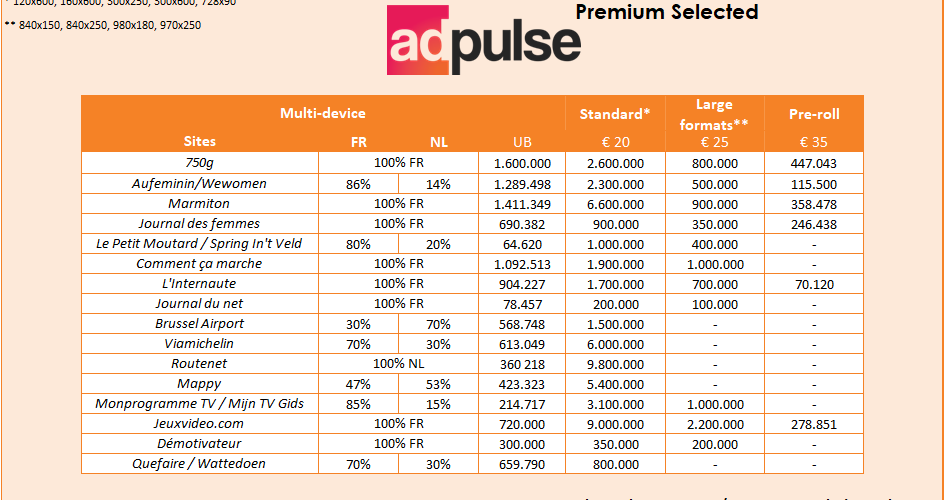 * 120x600, 160x600, 300x250, 300x600, 728x90
Premium Selected
** 840x150, 840x250, 980x180, 970x250
adpulse
Multi-device Standard* Large formats** Pre-roll
Sites FR NL UB € 20 € 25 € 35
750g 100% FR 1.600.000 2.600.000 800.000 447.043
Aufeminin/Wewomen 86% 14% 1.289.498 2.300.000 500.000 115.500
Marmiton 100% FR 1.411.349 6.600.000 900.000 358.478
Journal des femmes 100% FR 690.382 900.000 350.000 246.438
Le Petit Moutard / Spring In't Veld 80% 20% 64.620 1.000.000 400.000 -
Comment ça marche 100% FR 1.092.513 1.900.000 1.000.000 -
L'Internaute 100% FR 904.227 1.700.000 700.000 70.120
Journal du net 100% FR 78.457 200.000 100.000 -
Brussel Airport 30% 70% 568.748 1.500.000 - -
Viamichelin 70% 30% 613.049 6.000.000 - -
Routenet 100% NL 360 218 9.800.000 - -
Mappy 47% 53% 423.323 5.400.000 - -
Monprogramme TV / Mijn TV Gids 85% 15% 214.717 3.100.000 1.000.000 -
Jeuxvideo.com 100% FR 720.000 9.000.000 2.200.000 278.851
Démotivateur 100% FR 300.000 350.000 200.000 -
Quefaire / Wattedoen 70% 30% 659.790 800.000 - -